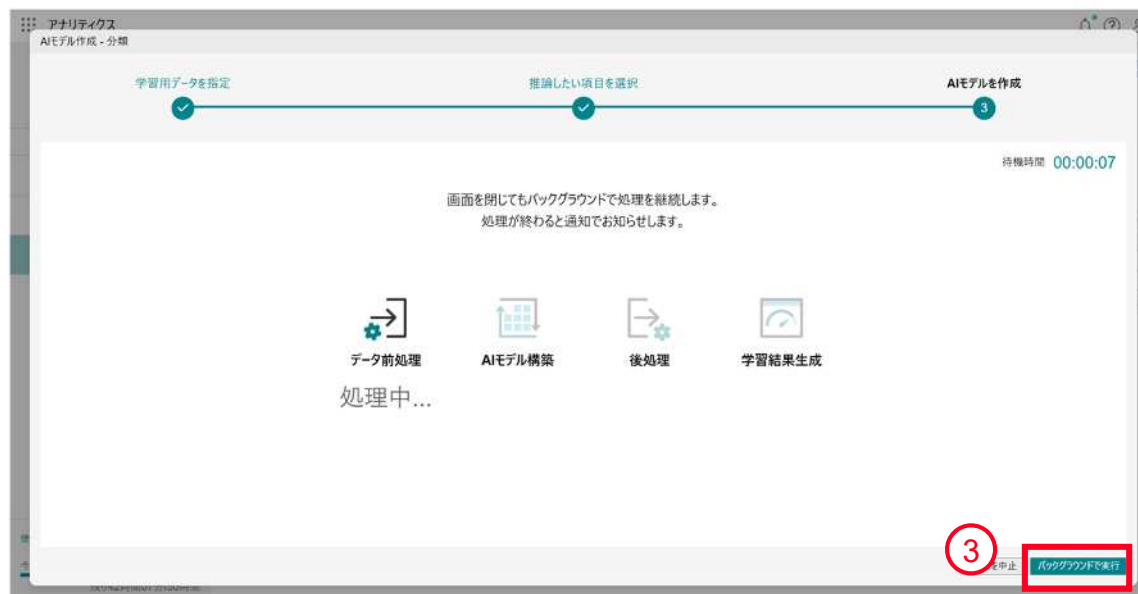 アナリティクス
AIモデル作成 - 分類
学習用データを指定
推論したい項目を選択
AIモデルを作成
3
待機時間 00:00:07
画面を閉じてもバックグラウンドで処理を継続します。
処理が終わると通知でお知らせします。
データ前処理
AIモデル構築
後処理
学習結果生成
処理中...
3
を中止
バックグラウンドで実行